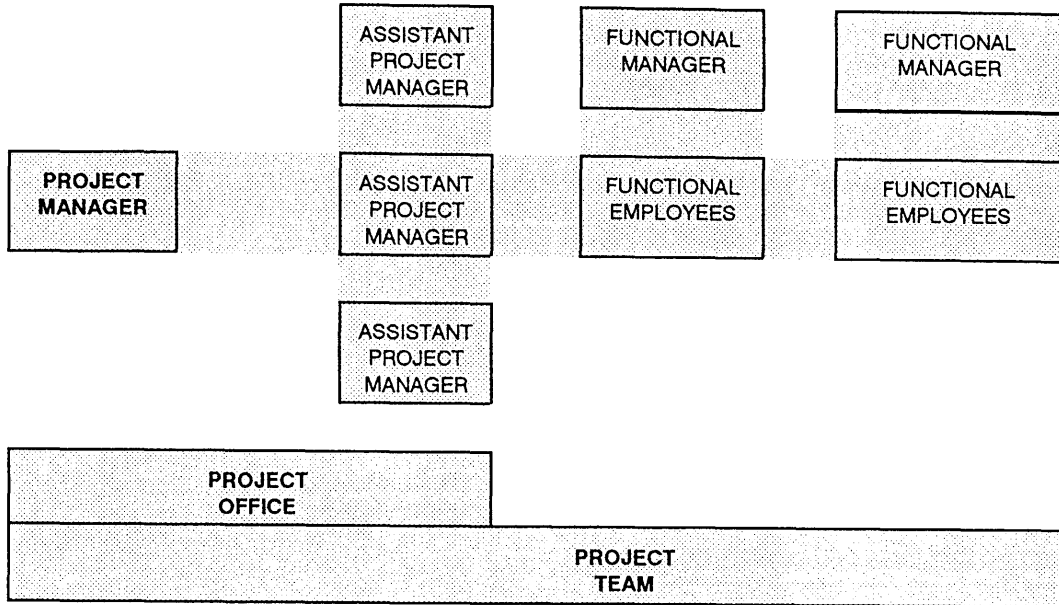 ASSISTANT
PROJECT
MANAGER
FUNCTIONAL
MANAGER
FUNCTIONAL
MANAGER
PROJECT
MANAGER
ASSISTANT
PROJECT
MANAGER
FUNCTIONAL
EMPLOYEES
FUNCTIONAL
EMPLOYEES
ASSISTANT
PROJECT
MANAGER
PROJECT
OFFICE
PROJECT
TEAM